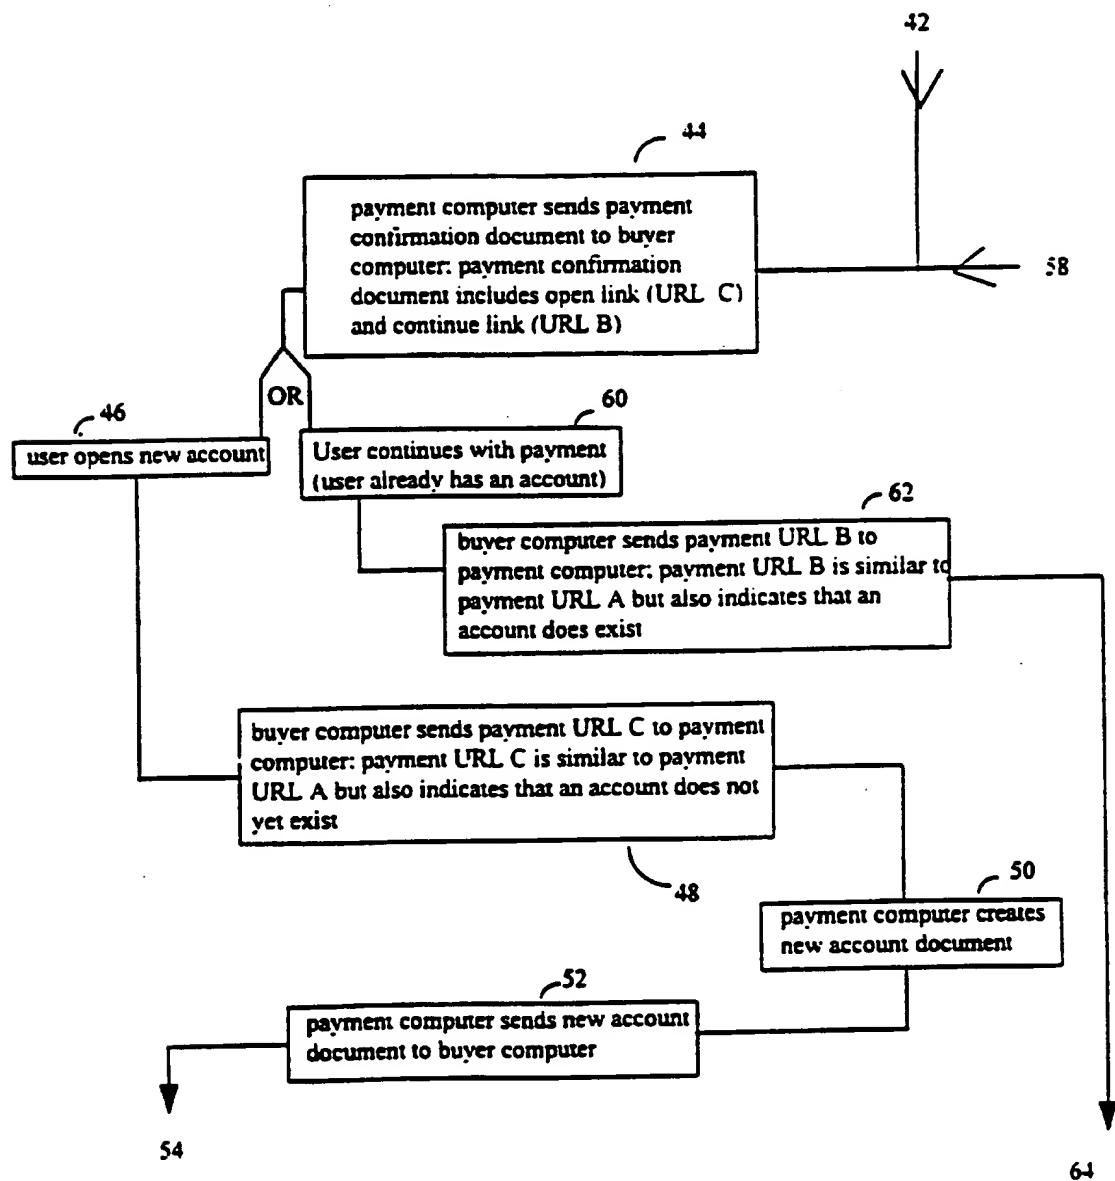 42
44
payment computer sends payment
confirmation document to buyer
computer: payment confirmation
document includes open link (URL C)
and continue link (URL B)
58
OR
46
user opens new account
60
User continues with payment
(user already has an account)
62
buyer computer sends payment URL B to
payment computer: payment URL B is similar to
payment URL A but also indicates that an
account does exist
buyer computer sends payment URL C to payment
computer: payment URL C is similar to payment
URL A but also indicates that an account does not
yet exist
48
50
payment computer creates
new account document
52
payment computer sends new account
document to buyer computer
54
64